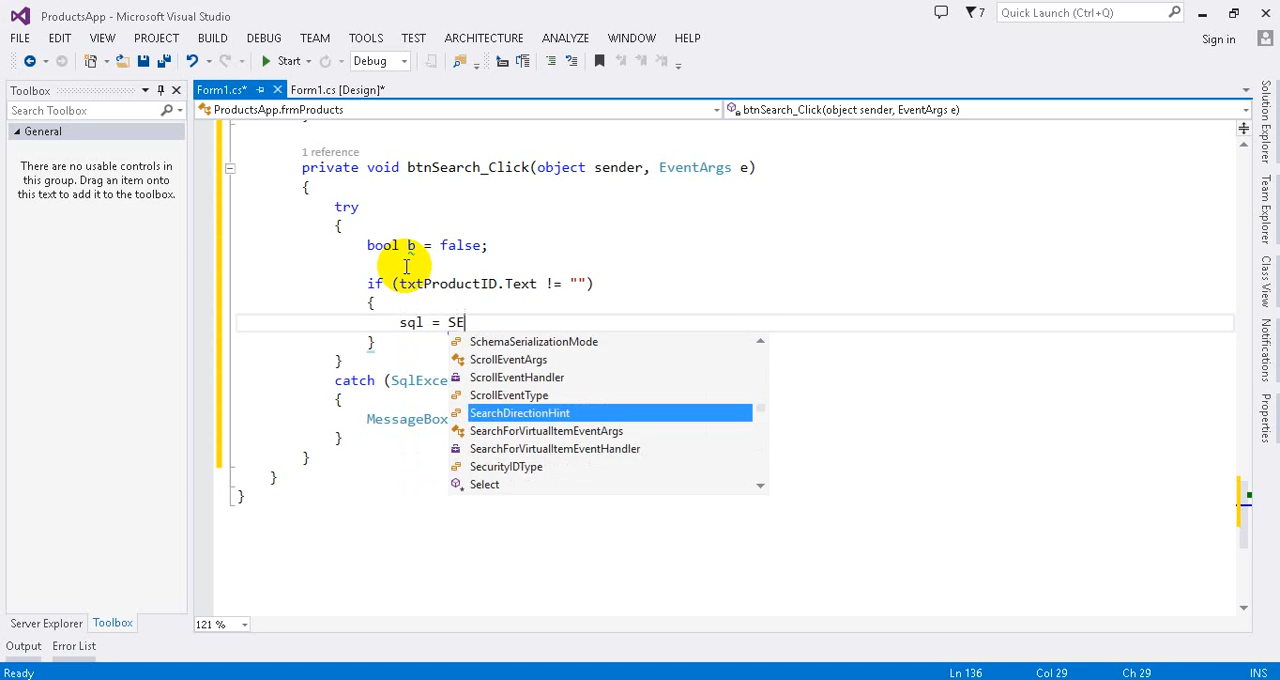 ProductsApp - Microsoft Visual Studio
7
Quick Launch (Ctrl+Q)
FILE EDIT VIEW PROJECT BUILD DEBUG TEAM TOOLS TEST ARCHITECTURE ANALYZE WINDOW HELP
Sign in
Start Debug
Toolbox
Form1.cs* Form1.cs [Design]*
Search Toolbox
ProductsApp.frmProducts
btnSearch_Click(object sender, EventArgs e)
General
There are no usable controls in
this group. Drag an item onto
this text to add it to the toolbox.
1 reference
private void btnSearch_Click(object sender, EventArgs e)
{
try
{
bool b = false;
if (txtProductID.Text != "")
{
sql = SE
}
}
catch (SqlExce
{
MessageBox
}
}
}
}
SchemaSerializationMode
ScrollEventArgs
ScrollEventHandler
ScrollEventType
SearchDirectionHint
SearchForVirtualItemEventArgs
SearchForVirtualItemEventHandler
SecurityIDType
Select
Solution Explorer
Team Explorer
Class View
Notifications
Properties
121 %
Server Explorer Toolbox
Output Error List
Ready
Ln 136 Col 29 Ch 29 INS